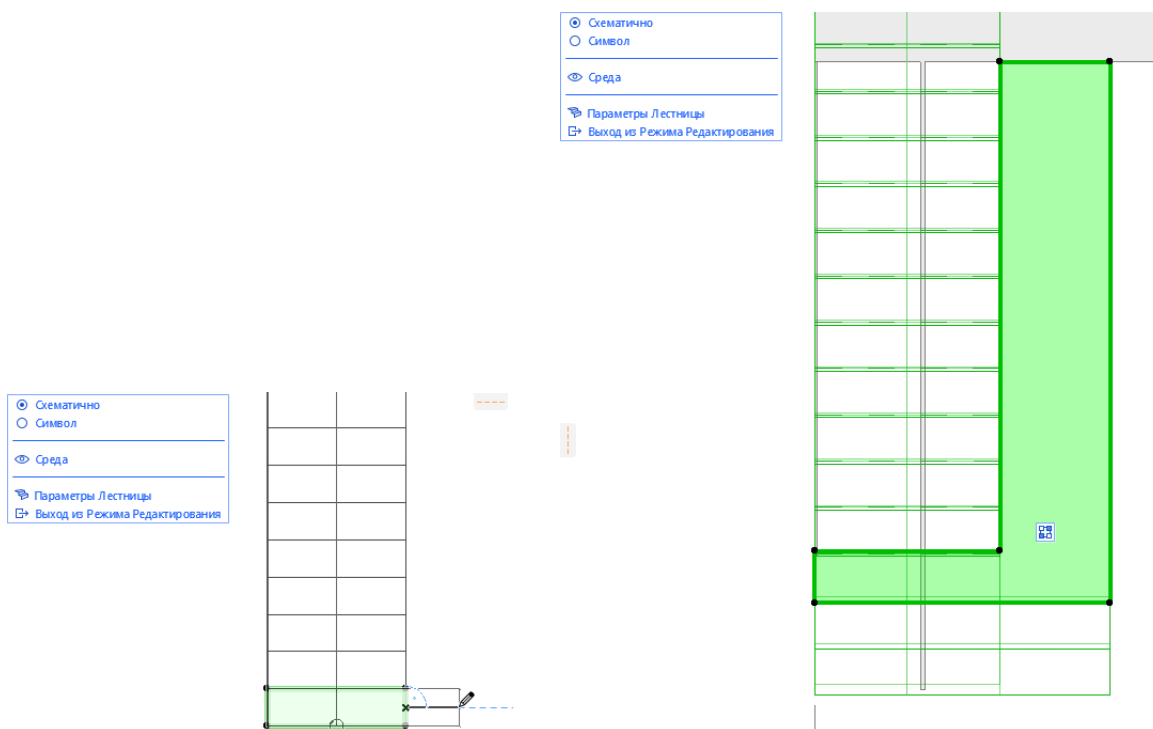 Схематично
Символ
Среда
Параметры Лестницы
Выход из Режима Редактирования
Схематично
Символ
Среда
Параметры Лестницы
Выход из Режима Редактирования